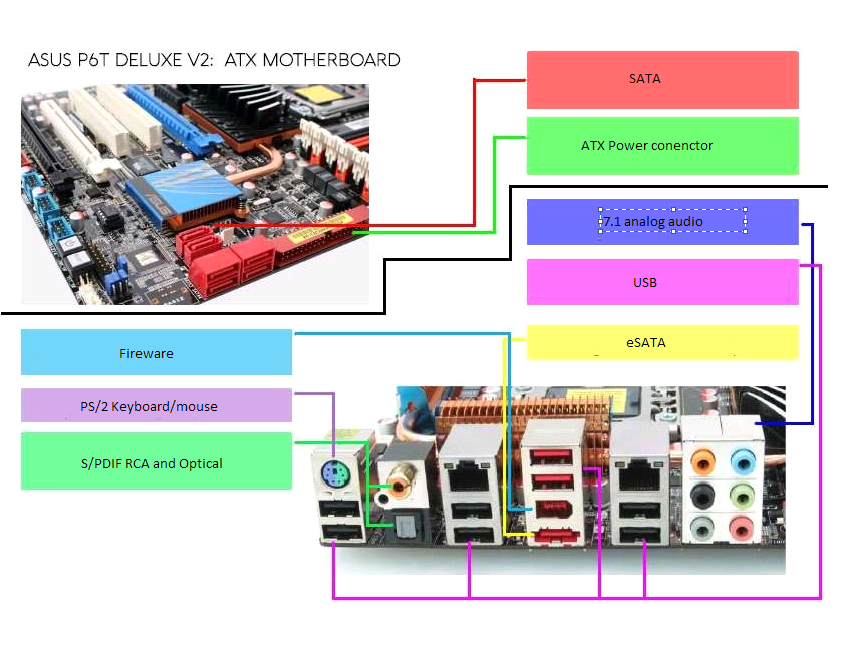 ASUS P6T DELUXE V2: ATX MOTHERBOARD
SATA
ATX Power conenctor
7.1 analog audio
USB
eSATA
Fireware
PS/2 Keyboard/mouse
S/PDIF RCA and Optical